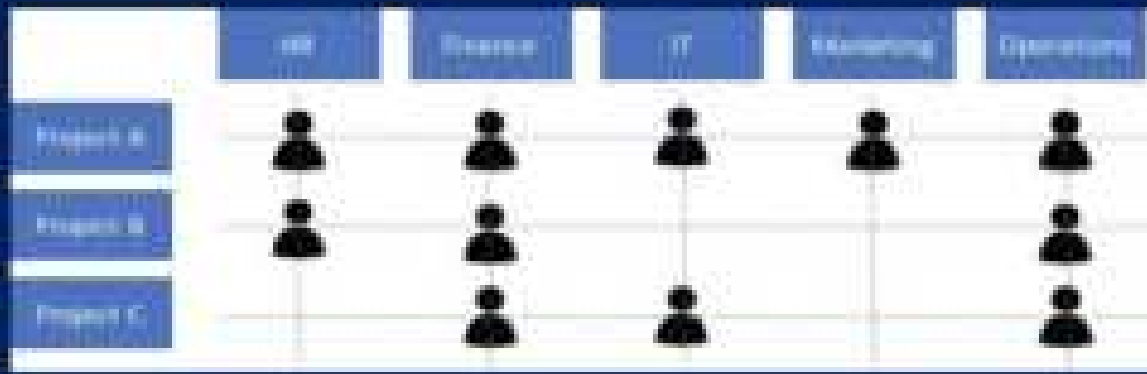 HR
Finance
IT
Marketing
Operations
Project A
Project B
Project C